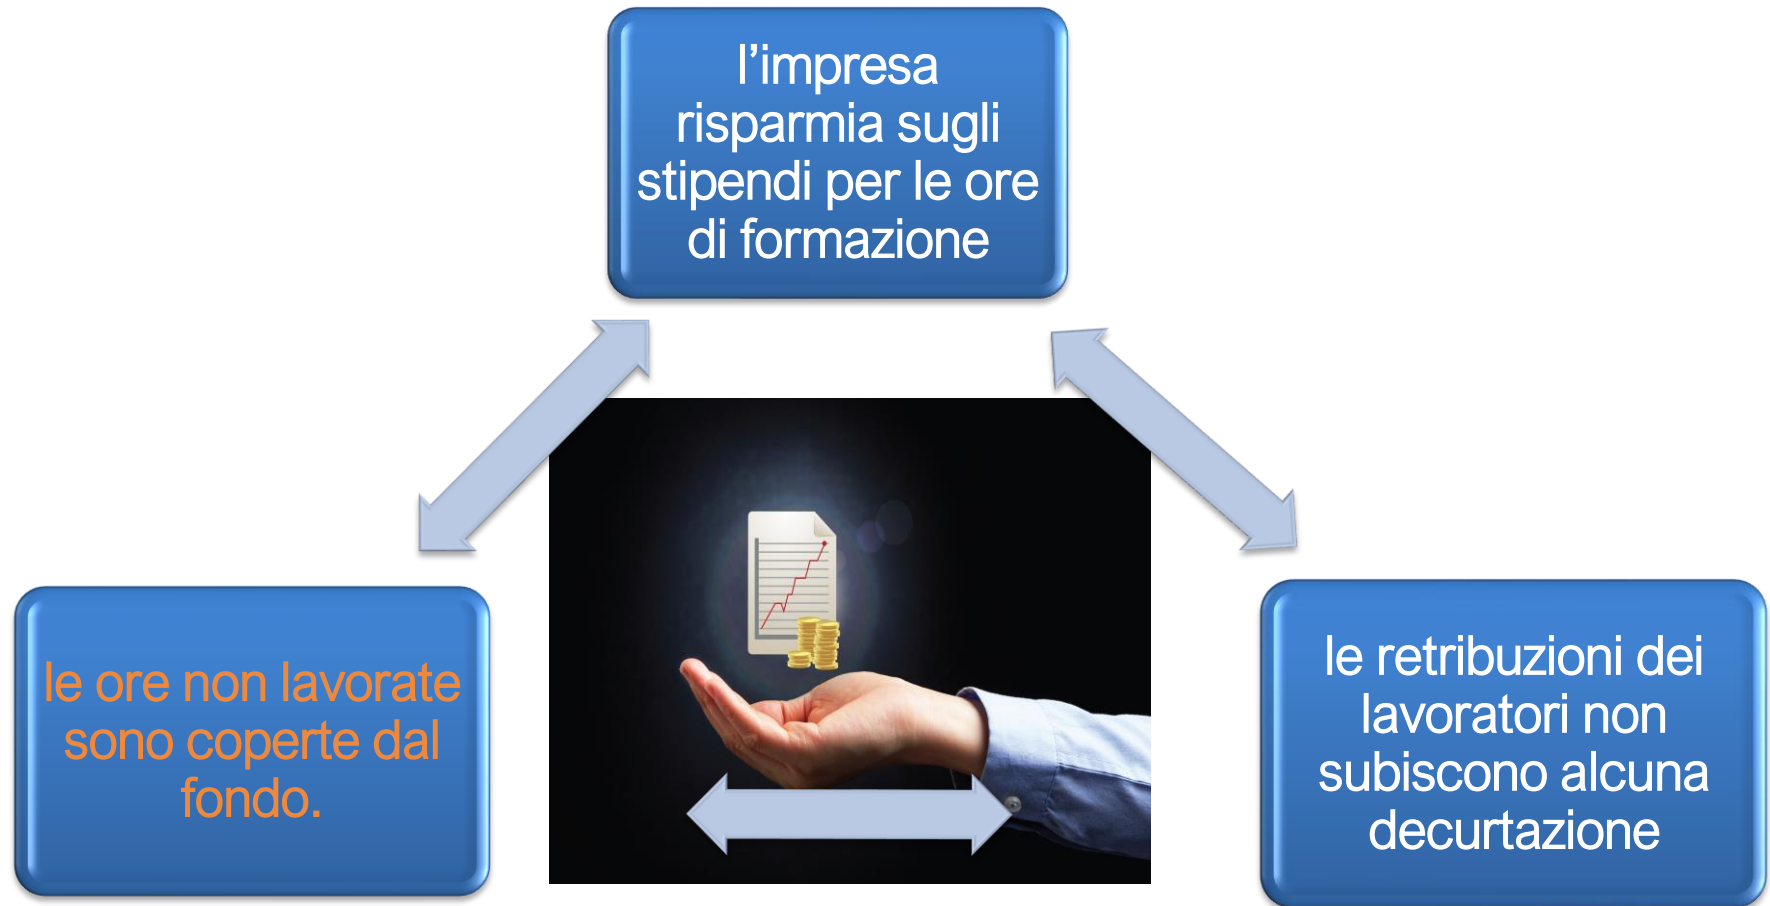 l’impresa
risparmia sugli
stipendi per le ore
di formazione
le ore non lavorate
sono coperte dal
fondo.
le retribuzioni dei
lavoratori non
subiscono alcuna
decurtazione